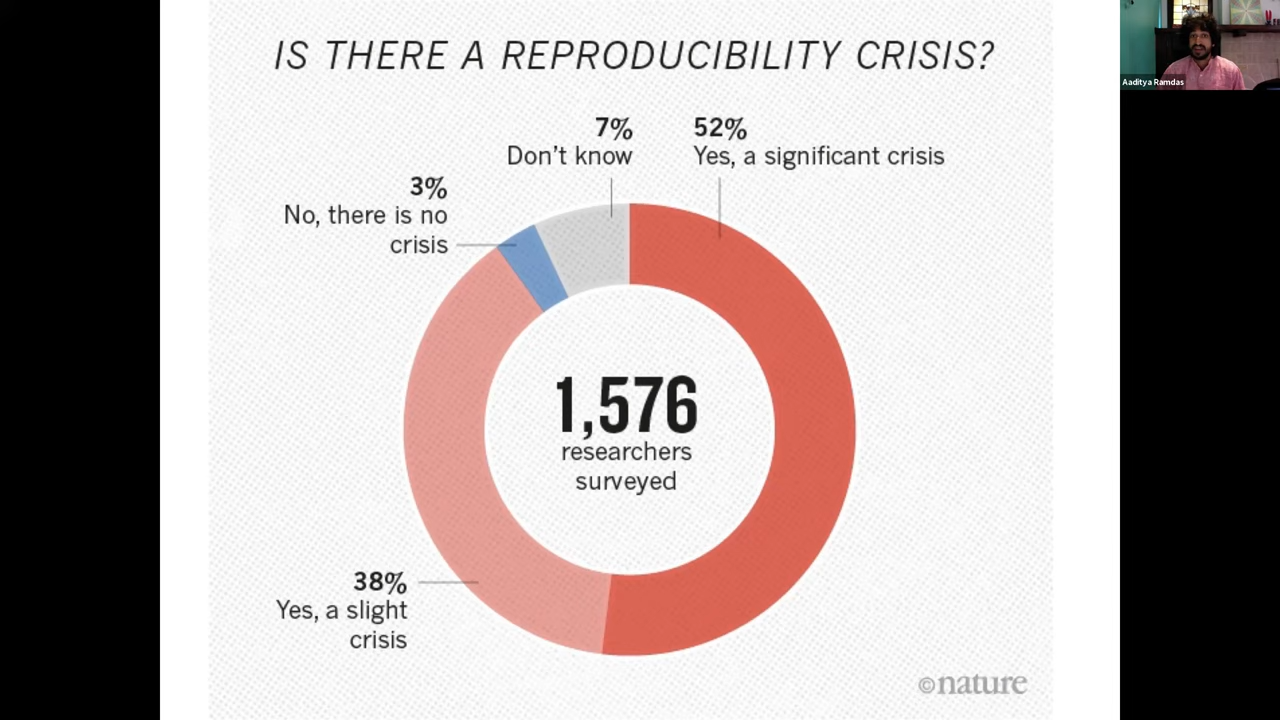 IS THERE A REPRODUCIBILITY CRISIS?
7%
Don't know
52%
Yes, a significant crisis
3%
No, there is no
crisis
1,576
researchers
surveyed
38%
Yes, a slight
crisis
©nature
Aaditya Ramdas